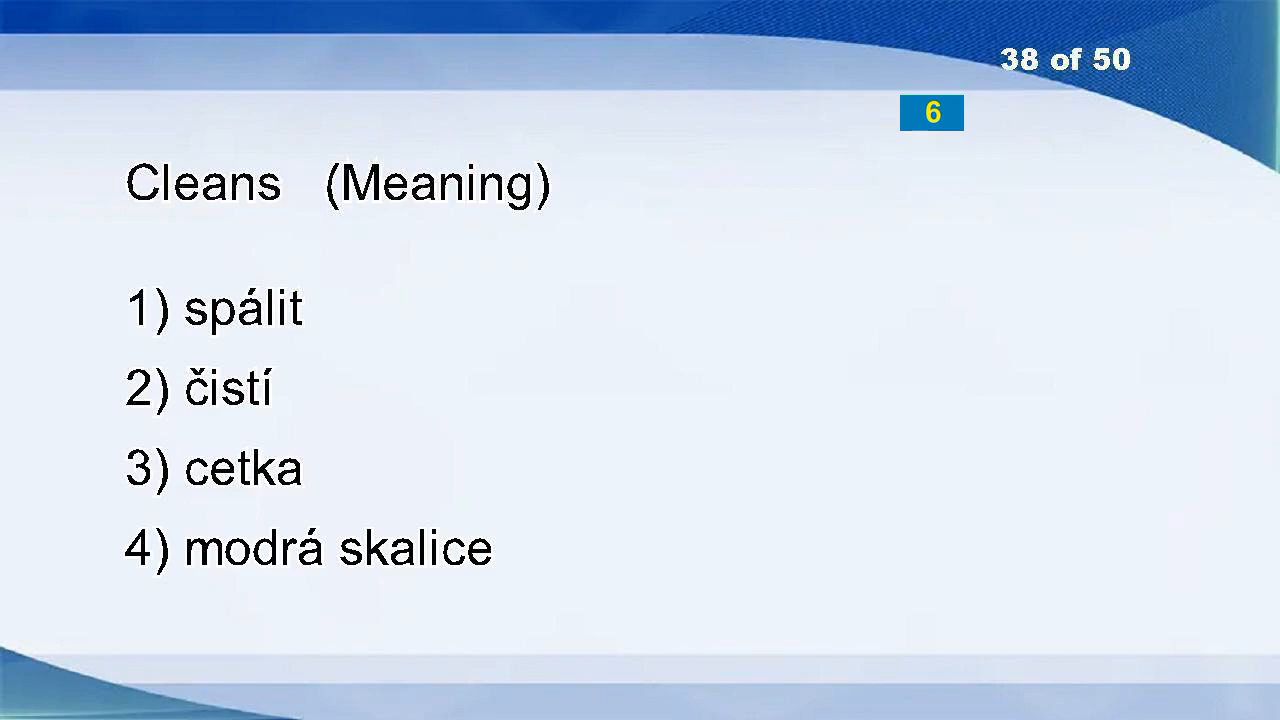 38 of 50
6
Cleans (Meaning)
1) spálit
2) čistí
3) cetka
4) modrá skalice